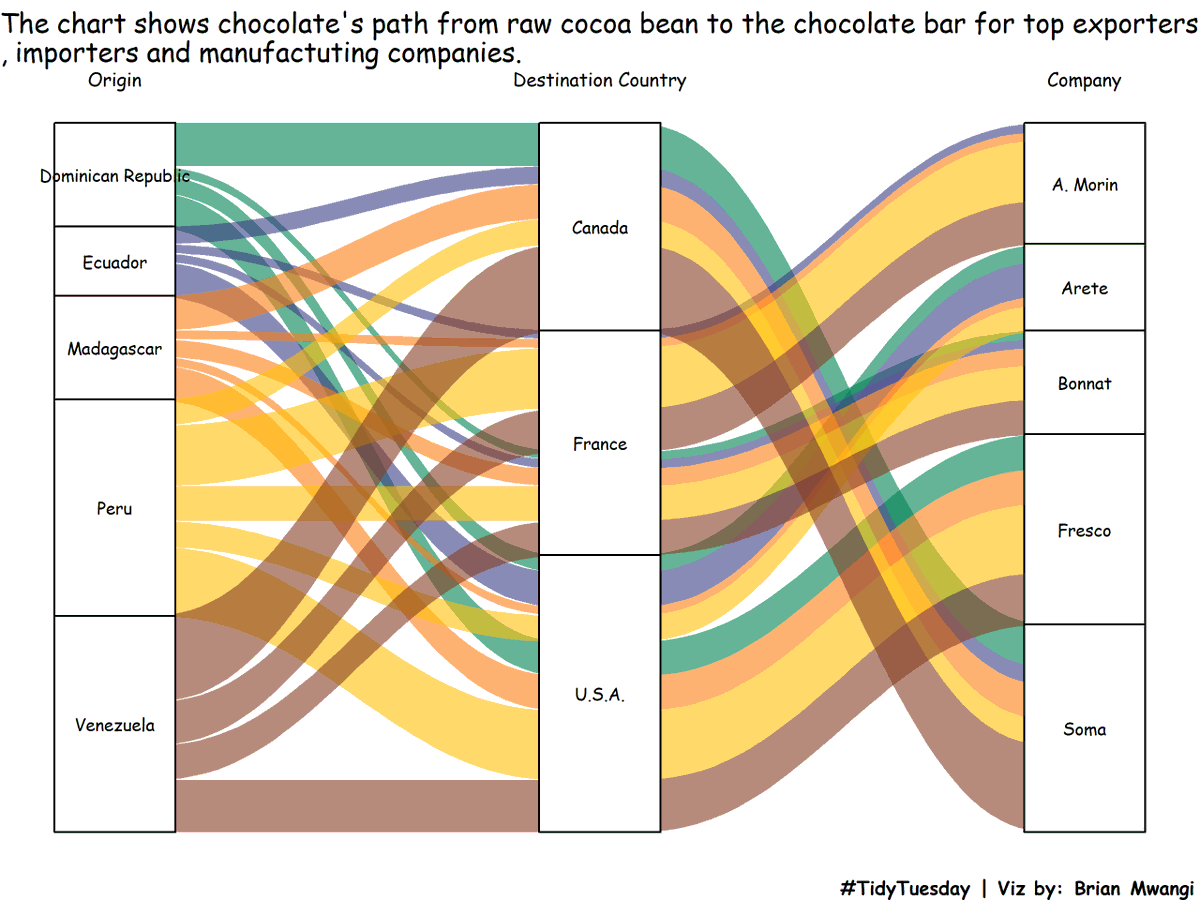 The chart shows chocolate's path from raw cocoa bean to the chocolate bar for top exporters
, importers and manufactuting companies.
Origin
Destination Country
Company
Dominican Republic
Ecuador
Madagascar
Peru
Venezuela
Canada
France
U.S.A.
A. Morin
Arete
Bonnat
Fresco
Soma
#TidyTuesday | Viz by: Brian Mwangi